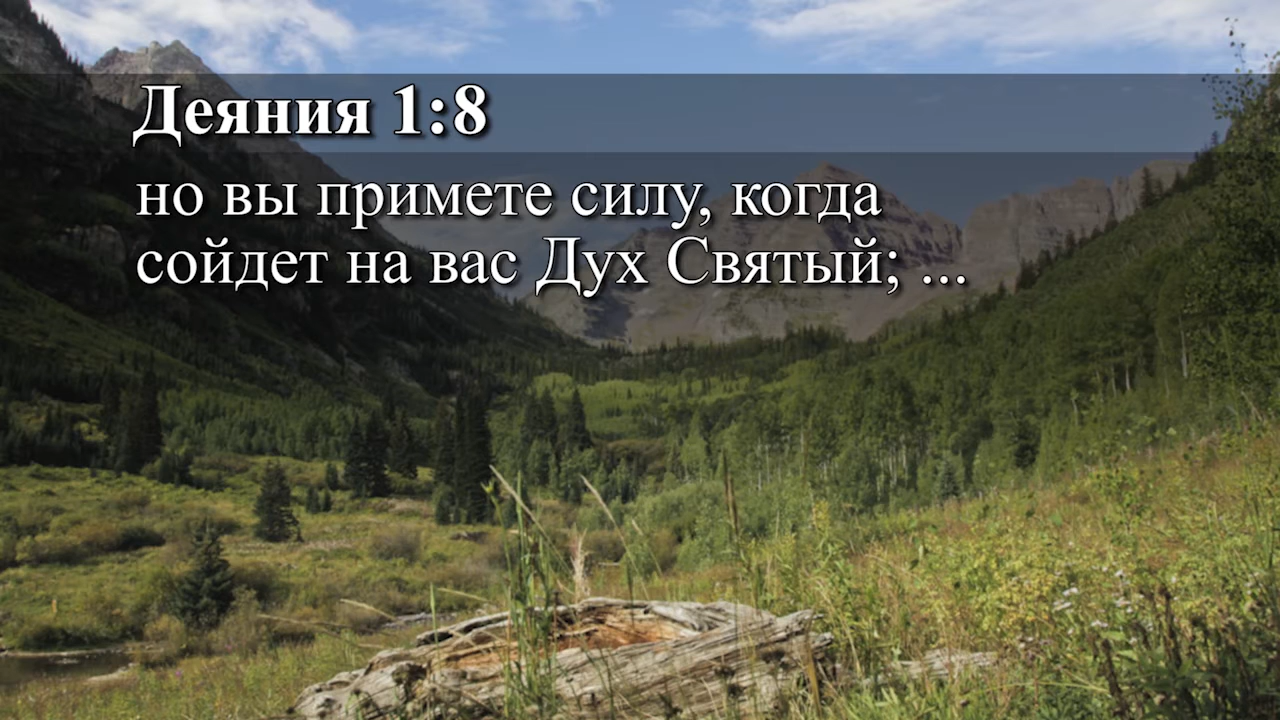 Деяния 1:8
но вы примете силу, когда
сойдет на вас Дух Святый; ...